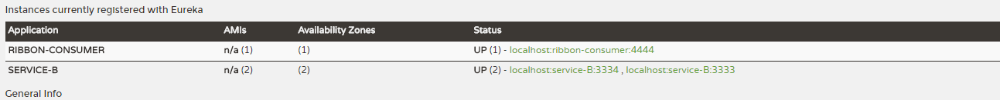 Instances currently registered with Eureka
Application AMIs Availability Zones Status
RIBBON-CONSUMER n/a (1) (1) UP (1) - localhost:ribbon-consumer:4444
SERVICE-B n/a (2) (2) UP (2) - localhost:service-B:3334 , localhost:service-B:3333
General Info